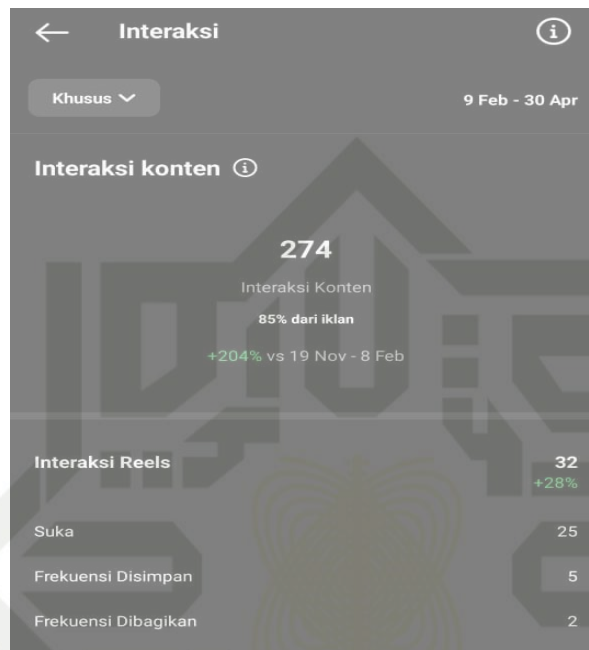 Interaksi
Khusus
9 Feb - 30 Apr
Interaksi konten
274
Interaksi Konten
85% dari iklan
+204% vs 19 Nov - 8 Feb
Interaksi Reels 32
+28%
Suka 25
Frekuensi Disimpan 5
Frekuensi Dibagikan 2